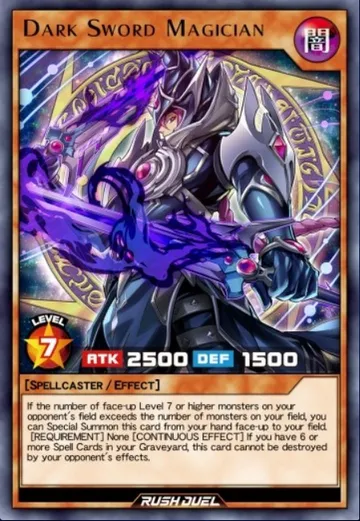 DARK SWORD MAGICIAN
闇
LEVEL
7
ATK 2500 DEF 1500
[SPELLCASTER / EFFECT]
If the number of face-up Level 7 or higher monsters on your
opponent's field exceeds the number of monsters on your field, you
can Special Summon this card from your hand face-up to your field.
[REQUIREMENT] None [CONTINUOUS EFFECT] If you have 6 or
more Spell Cards in your Graveyard, this card cannot be destroyed
by your opponent's effects.
RUSH DUEL